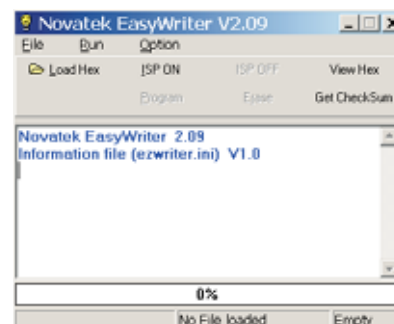 Novatek EasyWriter V2.09
File Run Option
Load Hex ISP ON ISP OFF View Hex
Program Erase Get CheckSum
Novatek EasyWriter 2.09
Information file (ezwriter.ini) V1.0
0%
No File loaded Empty